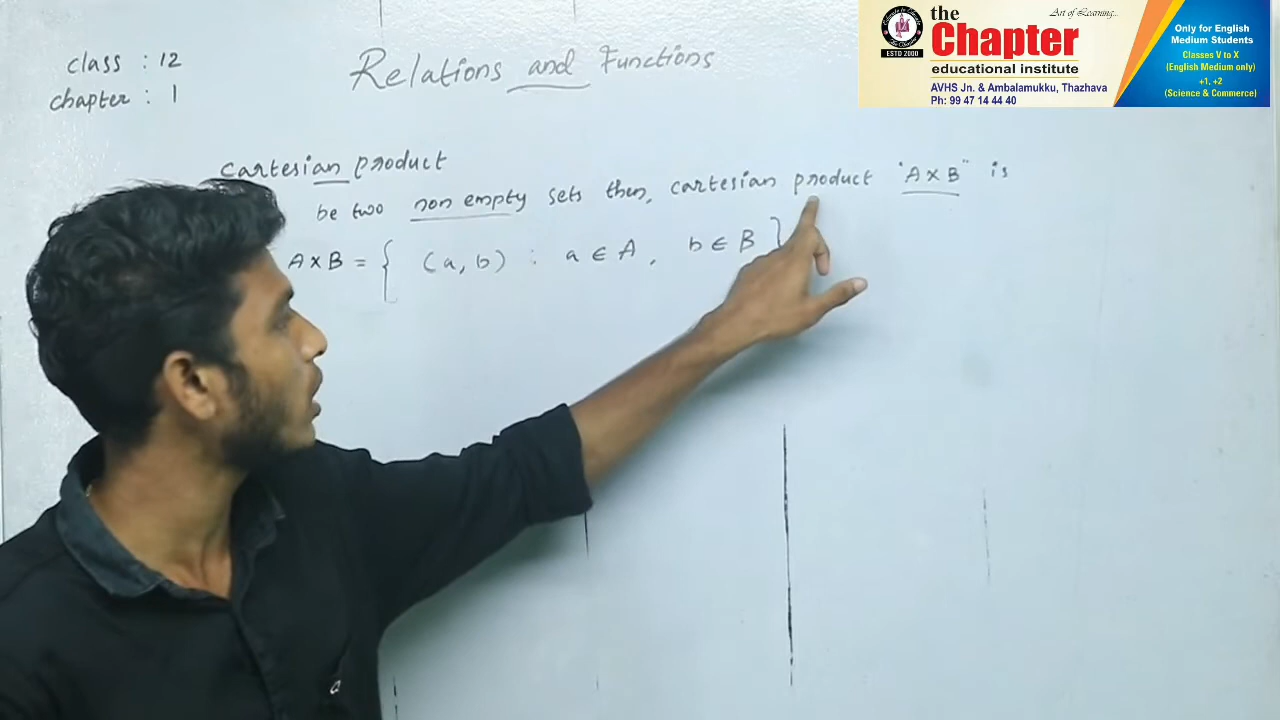 class : 12
chapter : 1
Relations and Functions
cartesian product
be two non empty sets then, cartesian product "A×B" is
A×B = { (a, b) : a ∈ A, b ∈ B }
the
Chapter
educational institute
Art of Learning...
ESTD 2000
AVHS Jn. & Ambalamukku, Thazhava
Ph: 99 47 14 44 40
Only for English
Medium Students
Classes V to X
(English Medium only)
+1, +2
(Science & Commerce)